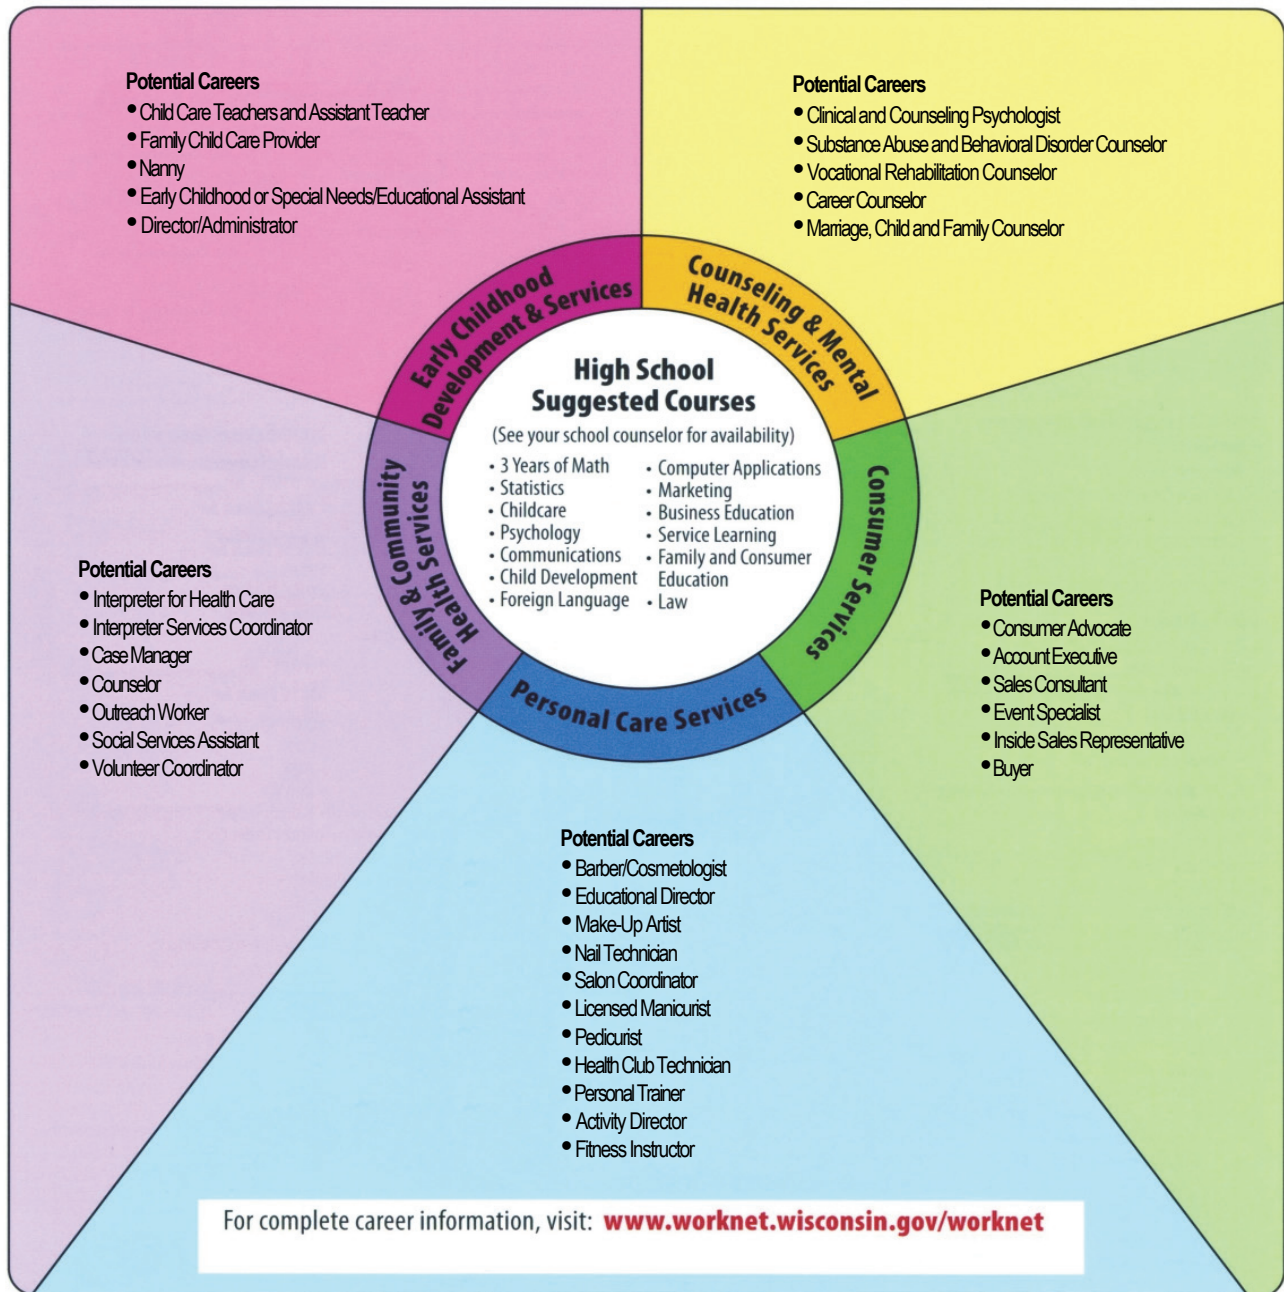 Potential Careers
• Child Care Teachers and Assistant Teacher
• Family Child Care Provider
• Nanny
• Early Childhood or Special Needs/Educational Assistant
• Director/Administrator
Potential Careers
• Clinical and Counseling Psychologist
• Substance Abuse and Behavioral Disorder Counselor
• Vocational Rehabilitation Counselor
• Career Counselor
• Marriage, Child and Family Counselor
Early Childhood
Development & Services
Counseling & Mental
Health Services
High School
Suggested Courses
(See your school counselor for availability)
• 3 Years of Math
• Statistics
• Childcare
• Psychology
• Communications
• Child Development
• Foreign Language
• Computer Applications
• Marketing
• Business Education
• Service Learning
• Family and Consumer
Education
• Law
Family & Community
Health Services
Consumer Services
Personal Care Services
Potential Careers
• Interpreter for Health Care
• Interpreter Services Coordinator
• Case Manager
• Counselor
• Outreach Worker
• Social Services Assistant
• Volunteer Coordinator
Potential Careers
• Consumer Advocate
• Account Executive
• Sales Consultant
• Event Specialist
• Inside Sales Representative
• Buyer
Potential Careers
• Barber/Cosmetologist
• Educational Director
• Make-Up Artist
• Nail Technician
• Salon Coordinator
• Licensed Manicurist
• Pedicurist
• Health Club Technician
• Personal Trainer
• Activity Director
• Fitness Instructor
For complete career information, visit: www.worknet.wisconsin.gov/worknet